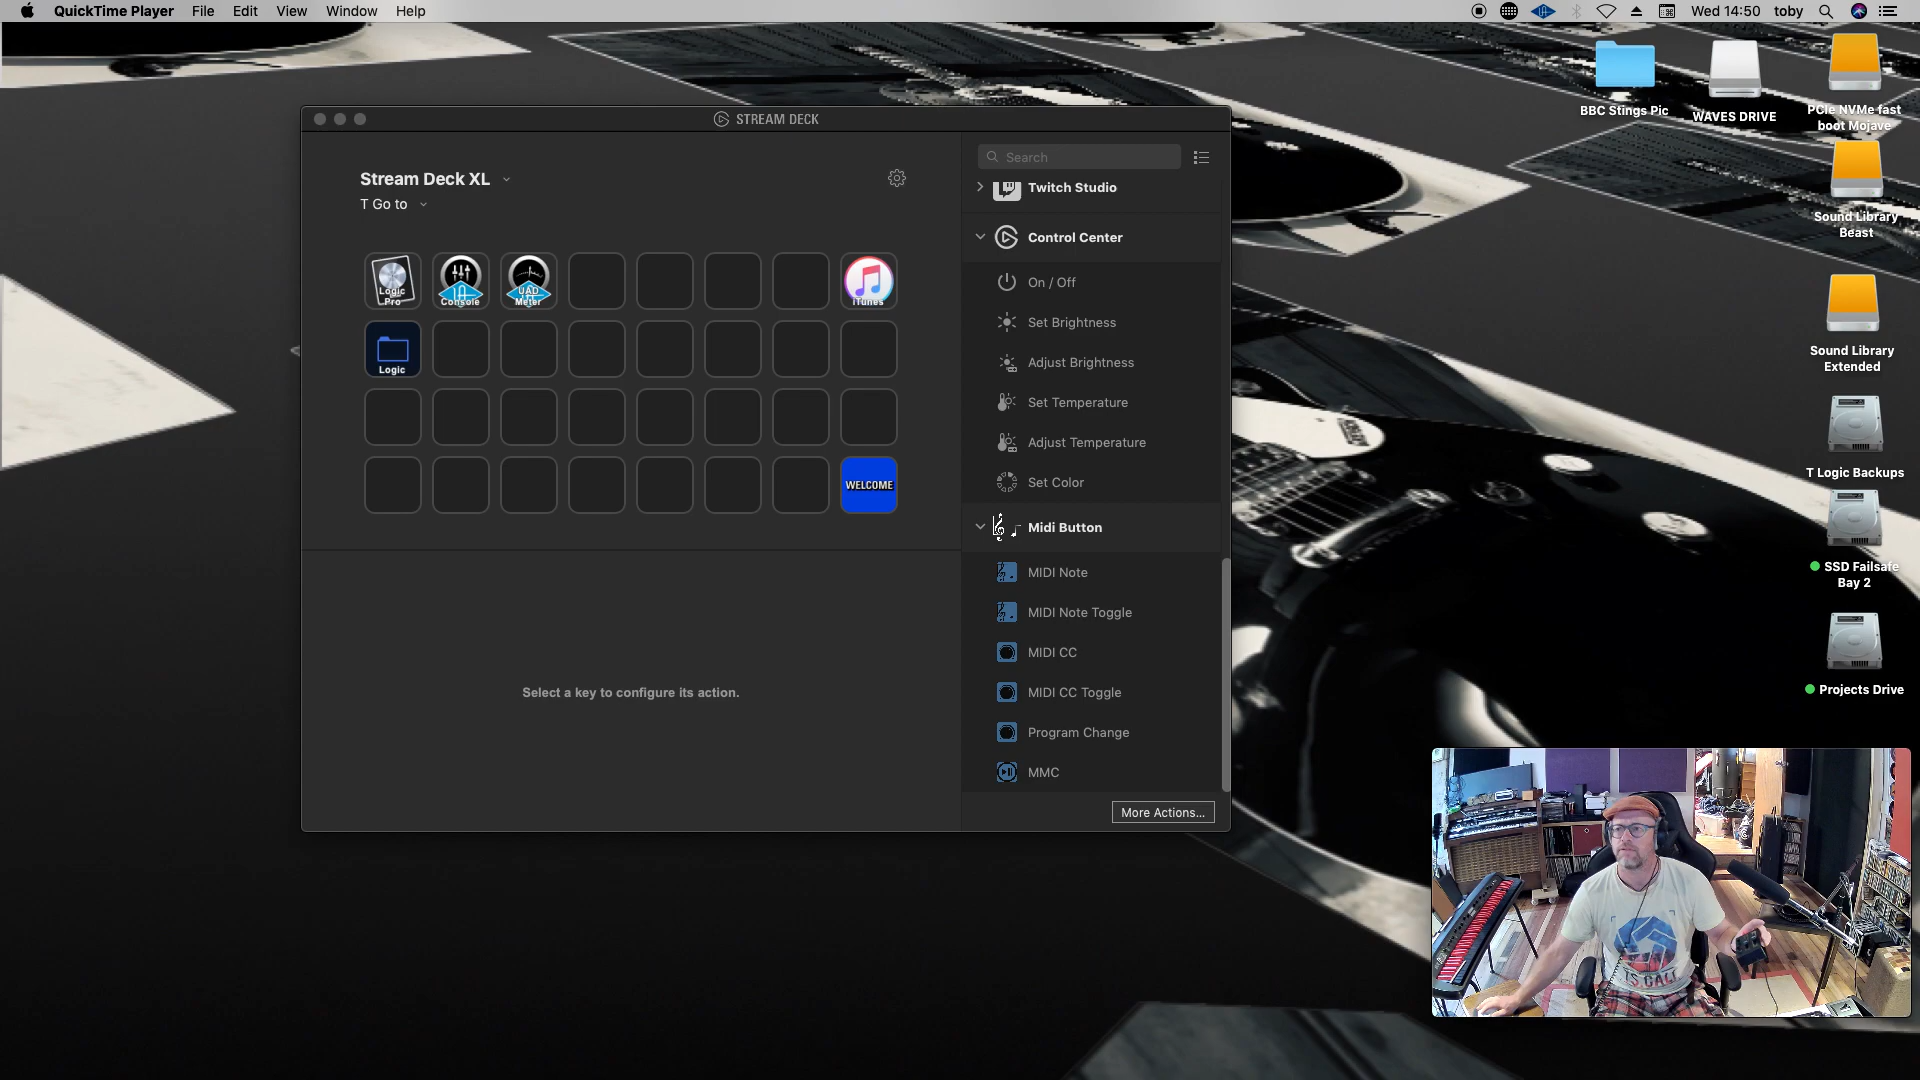 QuickTime Player File Edit View Window Help
Wed 14:50 toby
BBC Stings Pic
WAVES DRIVE
PCIe NVMe fast
boot Mojave
Sound Library
Beast
Sound Library
Extended
T Logic Backups
SSD Failsafe
Bay 2
Projects Drive
STREAM DECK
Stream Deck XL
T Go to
Logic
Pro
Console
UAD
Meter
iTunes
Logic
WELCOME
Select a key to configure its action.
Search
Twitch Studio
Control Center
On / Off
Set Brightness
Adjust Brightness
Set Temperature
Adjust Temperature
Set Color
Midi Button
MIDI Note
MIDI Note Toggle
MIDI CC
MIDI CC Toggle
Program Change
MMC
More Actions...